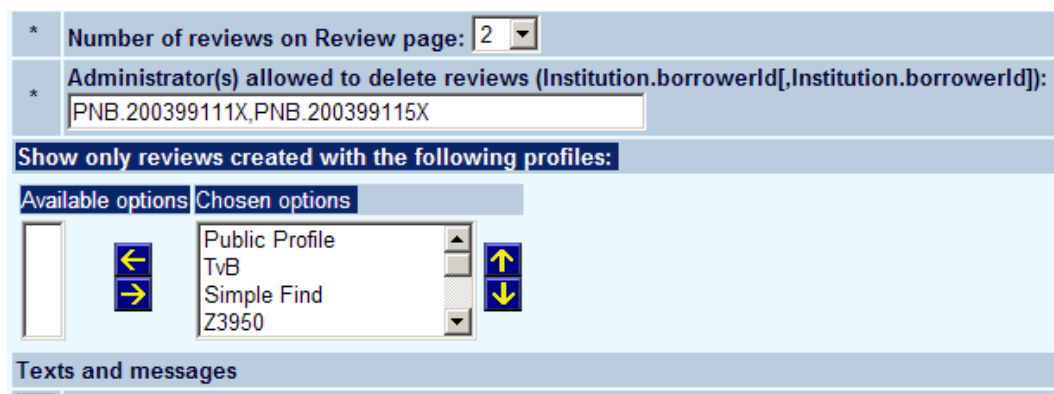 * Number of reviews on Review page: 2
* Administrator(s) allowed to delete reviews (Institution.borrowerId[,Institution.borrowerId]):
PNB.200399111X,PNB.200399115X
Show only reviews created with the following profiles:
Available options Chosen options
Public Profile
TvB
Simple Find
Z3950
Texts and messages